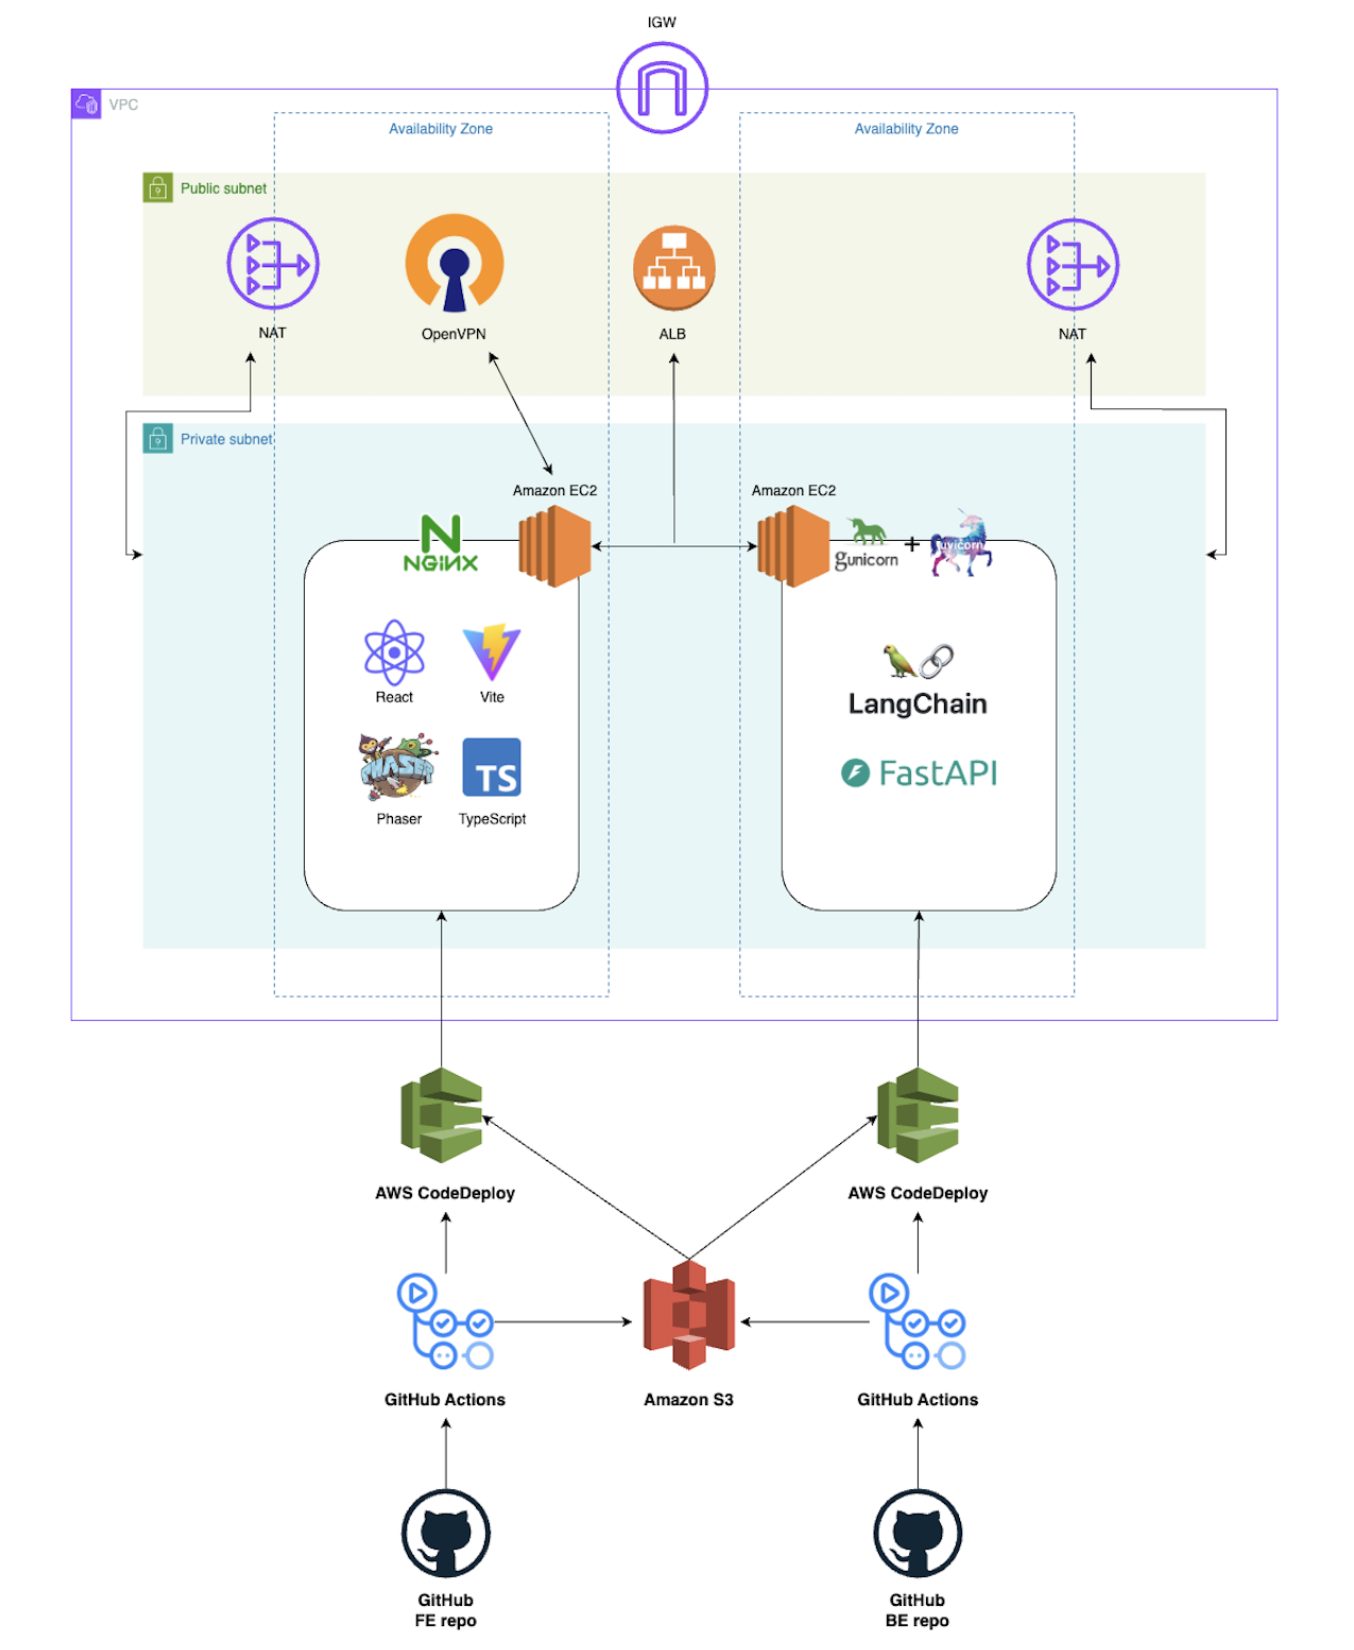 IGW
VPC
Availability Zone
Availability Zone
Public subnet
NAT
OpenVPN
ALB
NAT
Private subnet
Amazon EC2
Amazon EC2
NGINX
gunicorn
+
uvicorn
React
Vite
LangChain
PHASER
TS
FastAPI
Phaser
TypeScript
AWS CodeDeploy
AWS CodeDeploy
GitHub Actions
Amazon S3
GitHub Actions
GitHub
FE repo
GitHub
BE repo